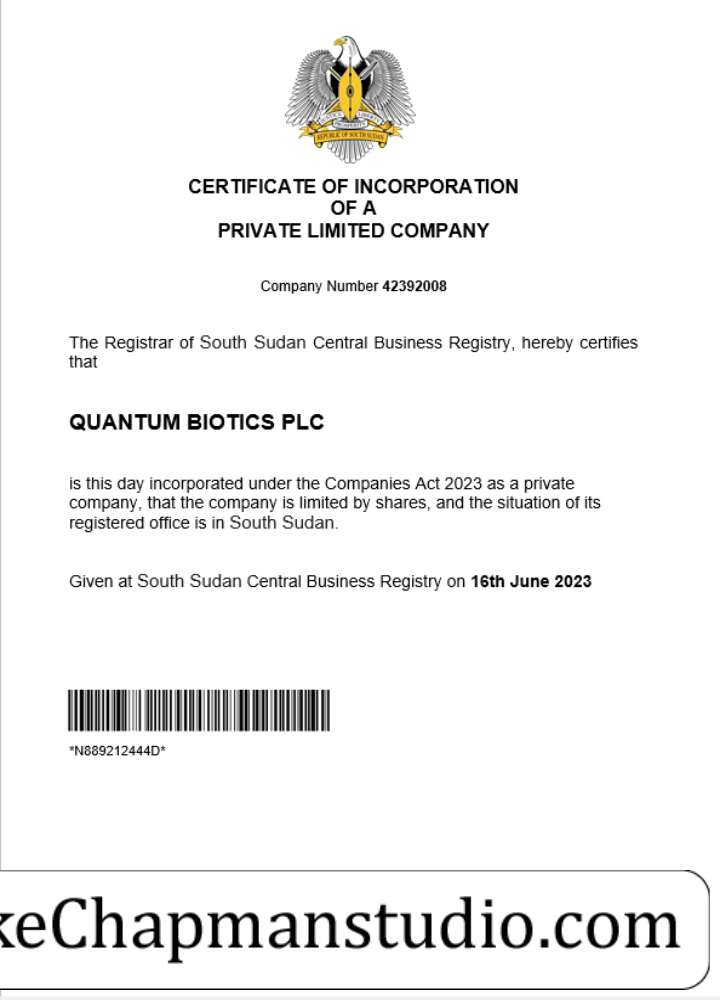 REPUBLIC OF SOUTH SUDAN
CERTIFICATE OF INCORPORATION
OF A
PRIVATE LIMITED COMPANY
Company Number 42392008
The Registrar of South Sudan Central Business Registry, hereby certifies
that
QUANTUM BIOTICS PLC
is this day incorporated under the Companies Act 2023 as a private
company, that the company is limited by shares, and the situation of its
registered office is in South Sudan.
Given at South Sudan Central Business Registry on 16th June 2023
*N889212444D*
keChapmanstudio.com